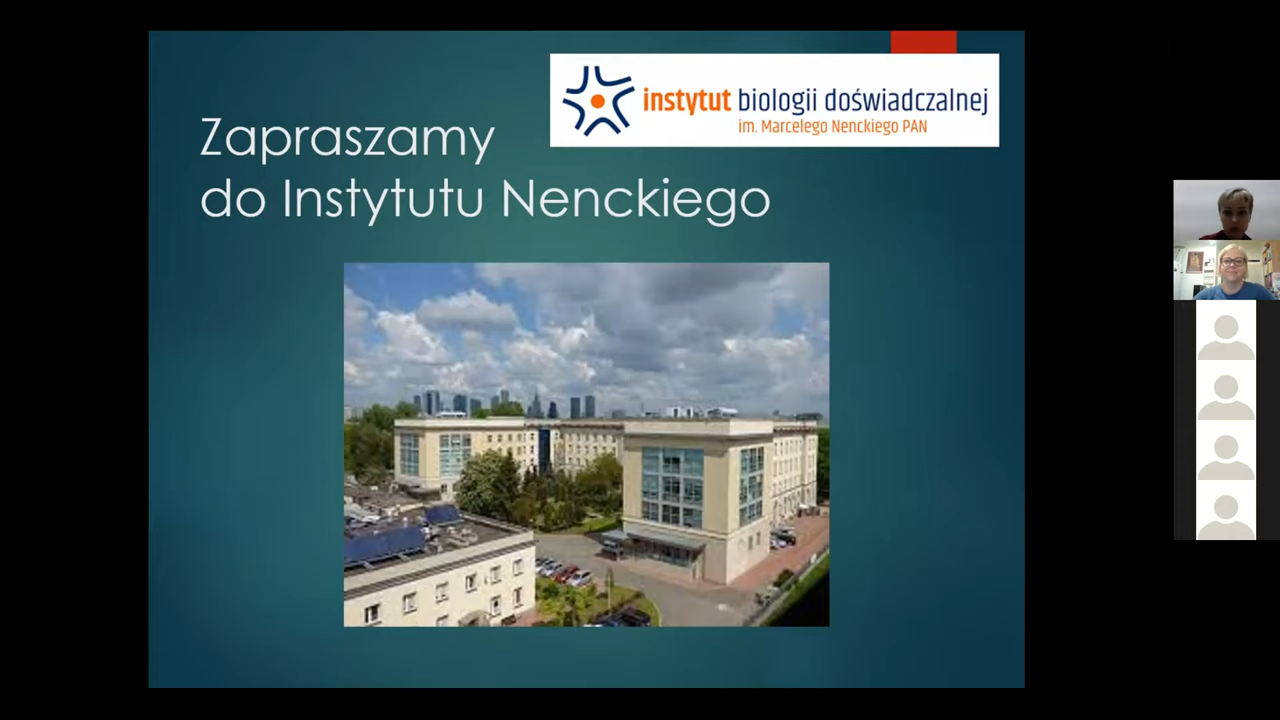 instytut biologii doświadczalnej
im. Marcelego Nenckiego PAN
Zapraszamy
do Instytutu Nenckiego